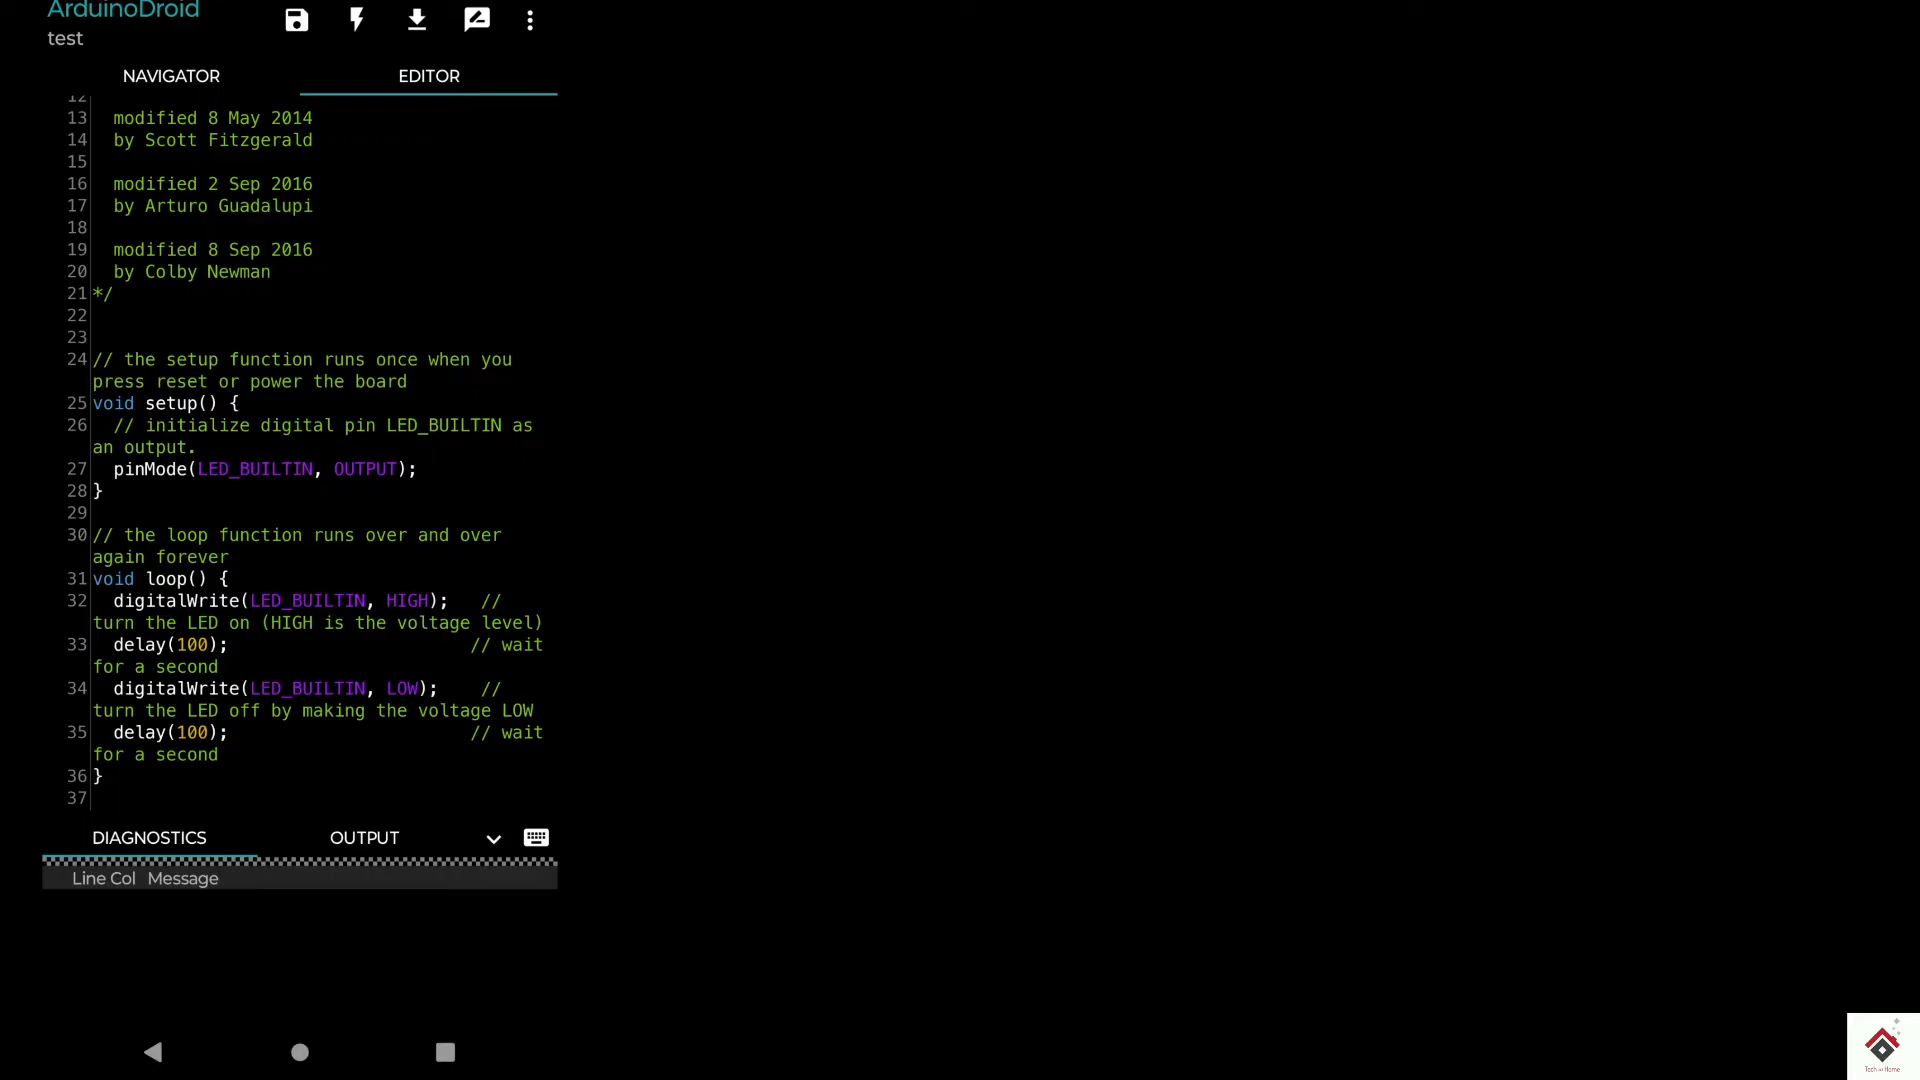 ArduinoDroid
test
NAVIGATOR EDITOR
12
13 modified 8 May 2014
14 by Scott Fitzgerald
15
16 modified 2 Sep 2016
17 by Arturo Guadalupi
18
19 modified 8 Sep 2016
20 by Colby Newman
21 */
22
23
24 // the setup function runs once when you
press reset or power the board
25 void setup() {
26 // initialize digital pin LED_BUILTIN as
an output.
27 pinMode(LED_BUILTIN, OUTPUT);
28 }
29
30 // the loop function runs over and over
again forever
31 void loop() {
32 digitalWrite(LED_BUILTIN, HIGH); //
turn the LED on (HIGH is the voltage level)
33 delay(100); // wait
for a second
34 digitalWrite(LED_BUILTIN, LOW); //
turn the LED off by making the voltage LOW
35 delay(100); // wait
for a second
36 }
37
DIAGNOSTICS OUTPUT
Line Col Message
Tech at Home